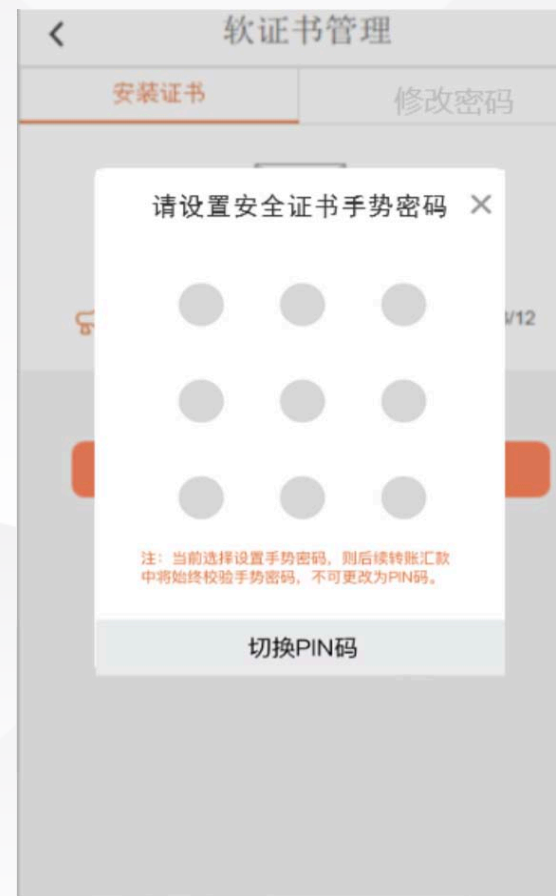 软证书管理
安装证书
修改密码
请设置安全证书手势密码
/12
注：当前选择设置手势密码，则后续转账汇款
中将始终校验手势密码，不可更改为PIN码。
切换PIN码